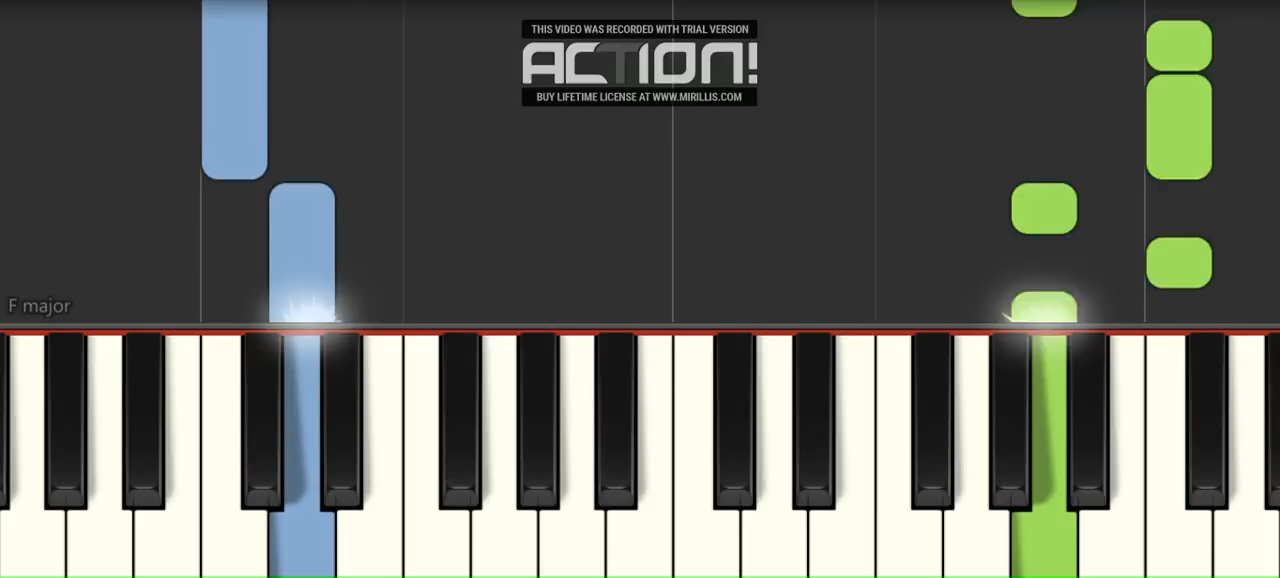 THIS VIDEO WAS RECORDED WITH TRIAL VERSION
ACTION!
BUY LIFETIME LICENSE AT WWW.MIRILLIS.COM
F major